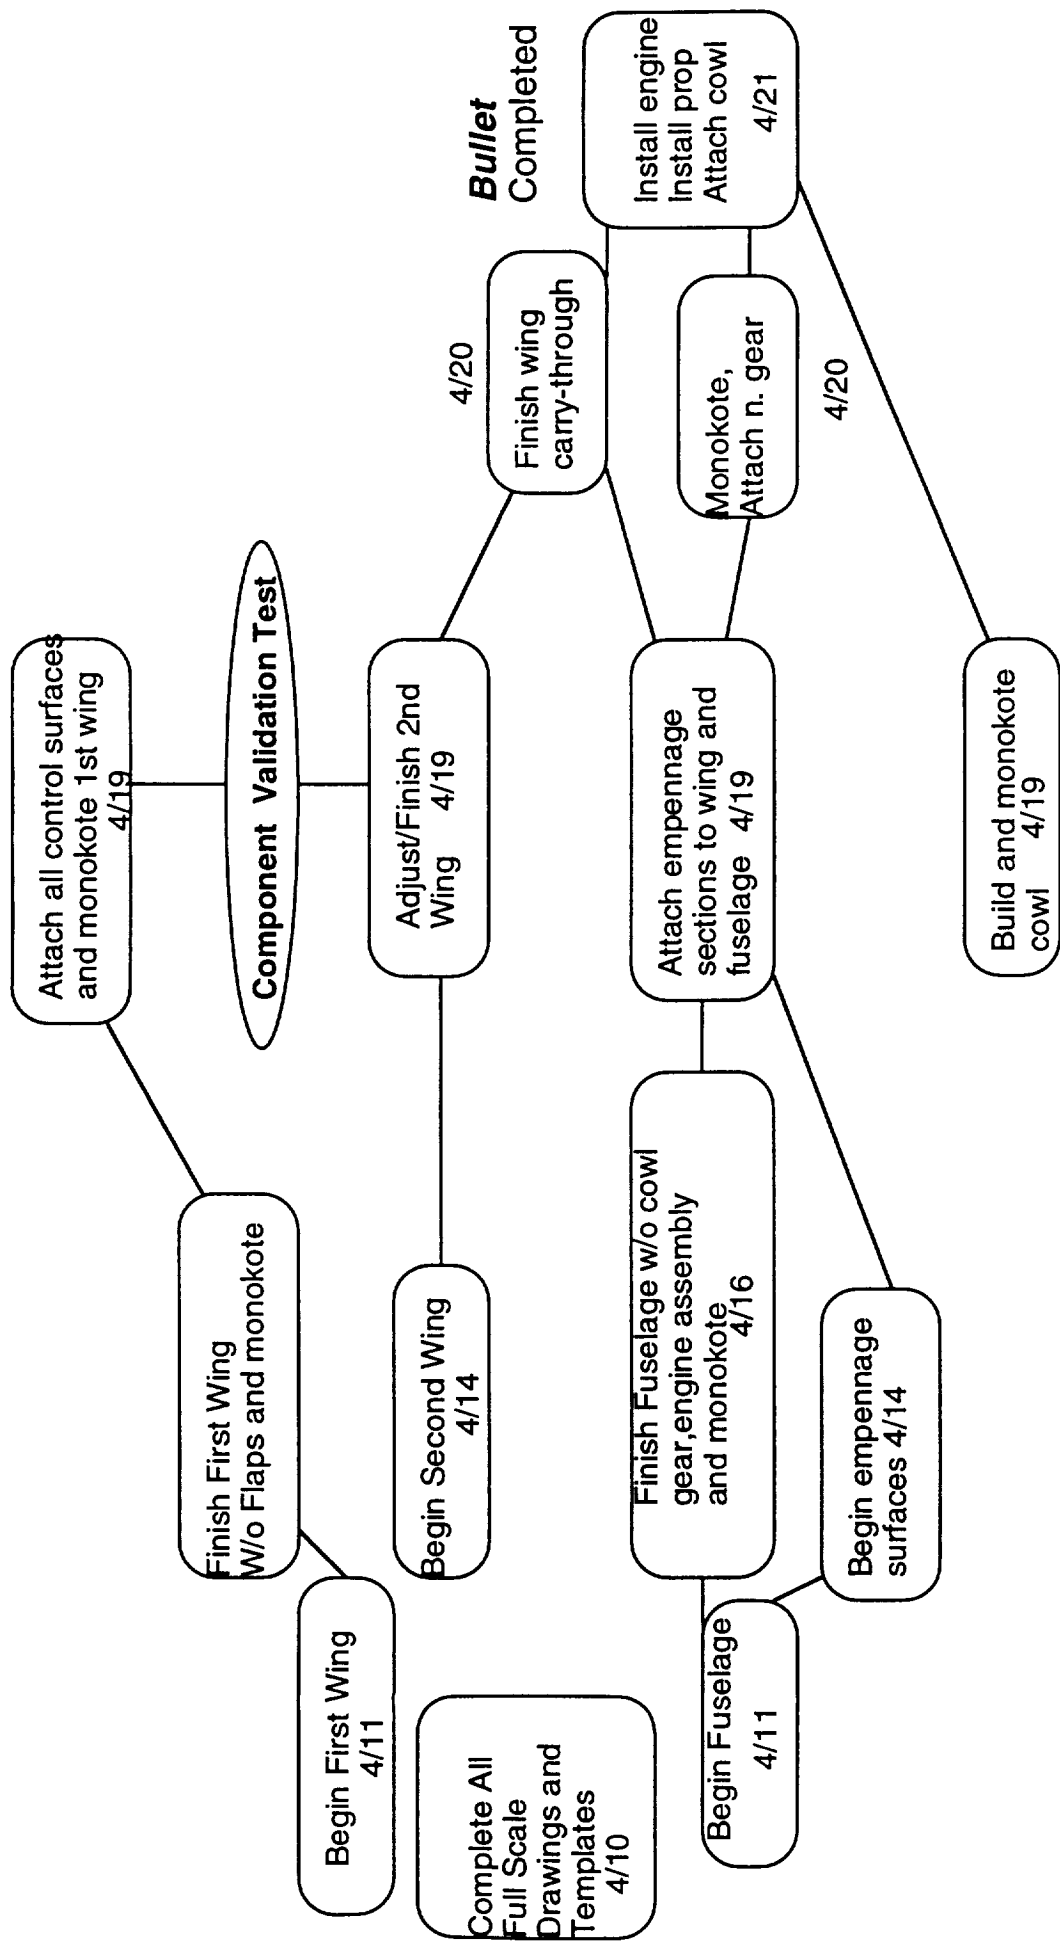 Complete All
Full Scale
Drawings and
Templates
4/10
Begin First Wing
4/11
Finish First Wing
W/o Flaps and monokote
Attach all control surfaces
and monokote 1st wing
4/19
Component Validation Test
Begin Second Wing
4/14
Adjust/Finish 2nd
Wing 4/19
Begin Fuselage
4/11
Finish Fuselage w/o cowl
gear,engine assembly
and monokote
4/16
Begin empennage
surfaces 4/14
Attach empennage
sections to wing and
fuselage 4/19
Build and monokote
cowl 4/19
4/20
Finish wing
carry-through
Monokote,
Attach n. gear
4/20
Bullet
Completed
Install engine
Install prop
Attach cowl
4/21